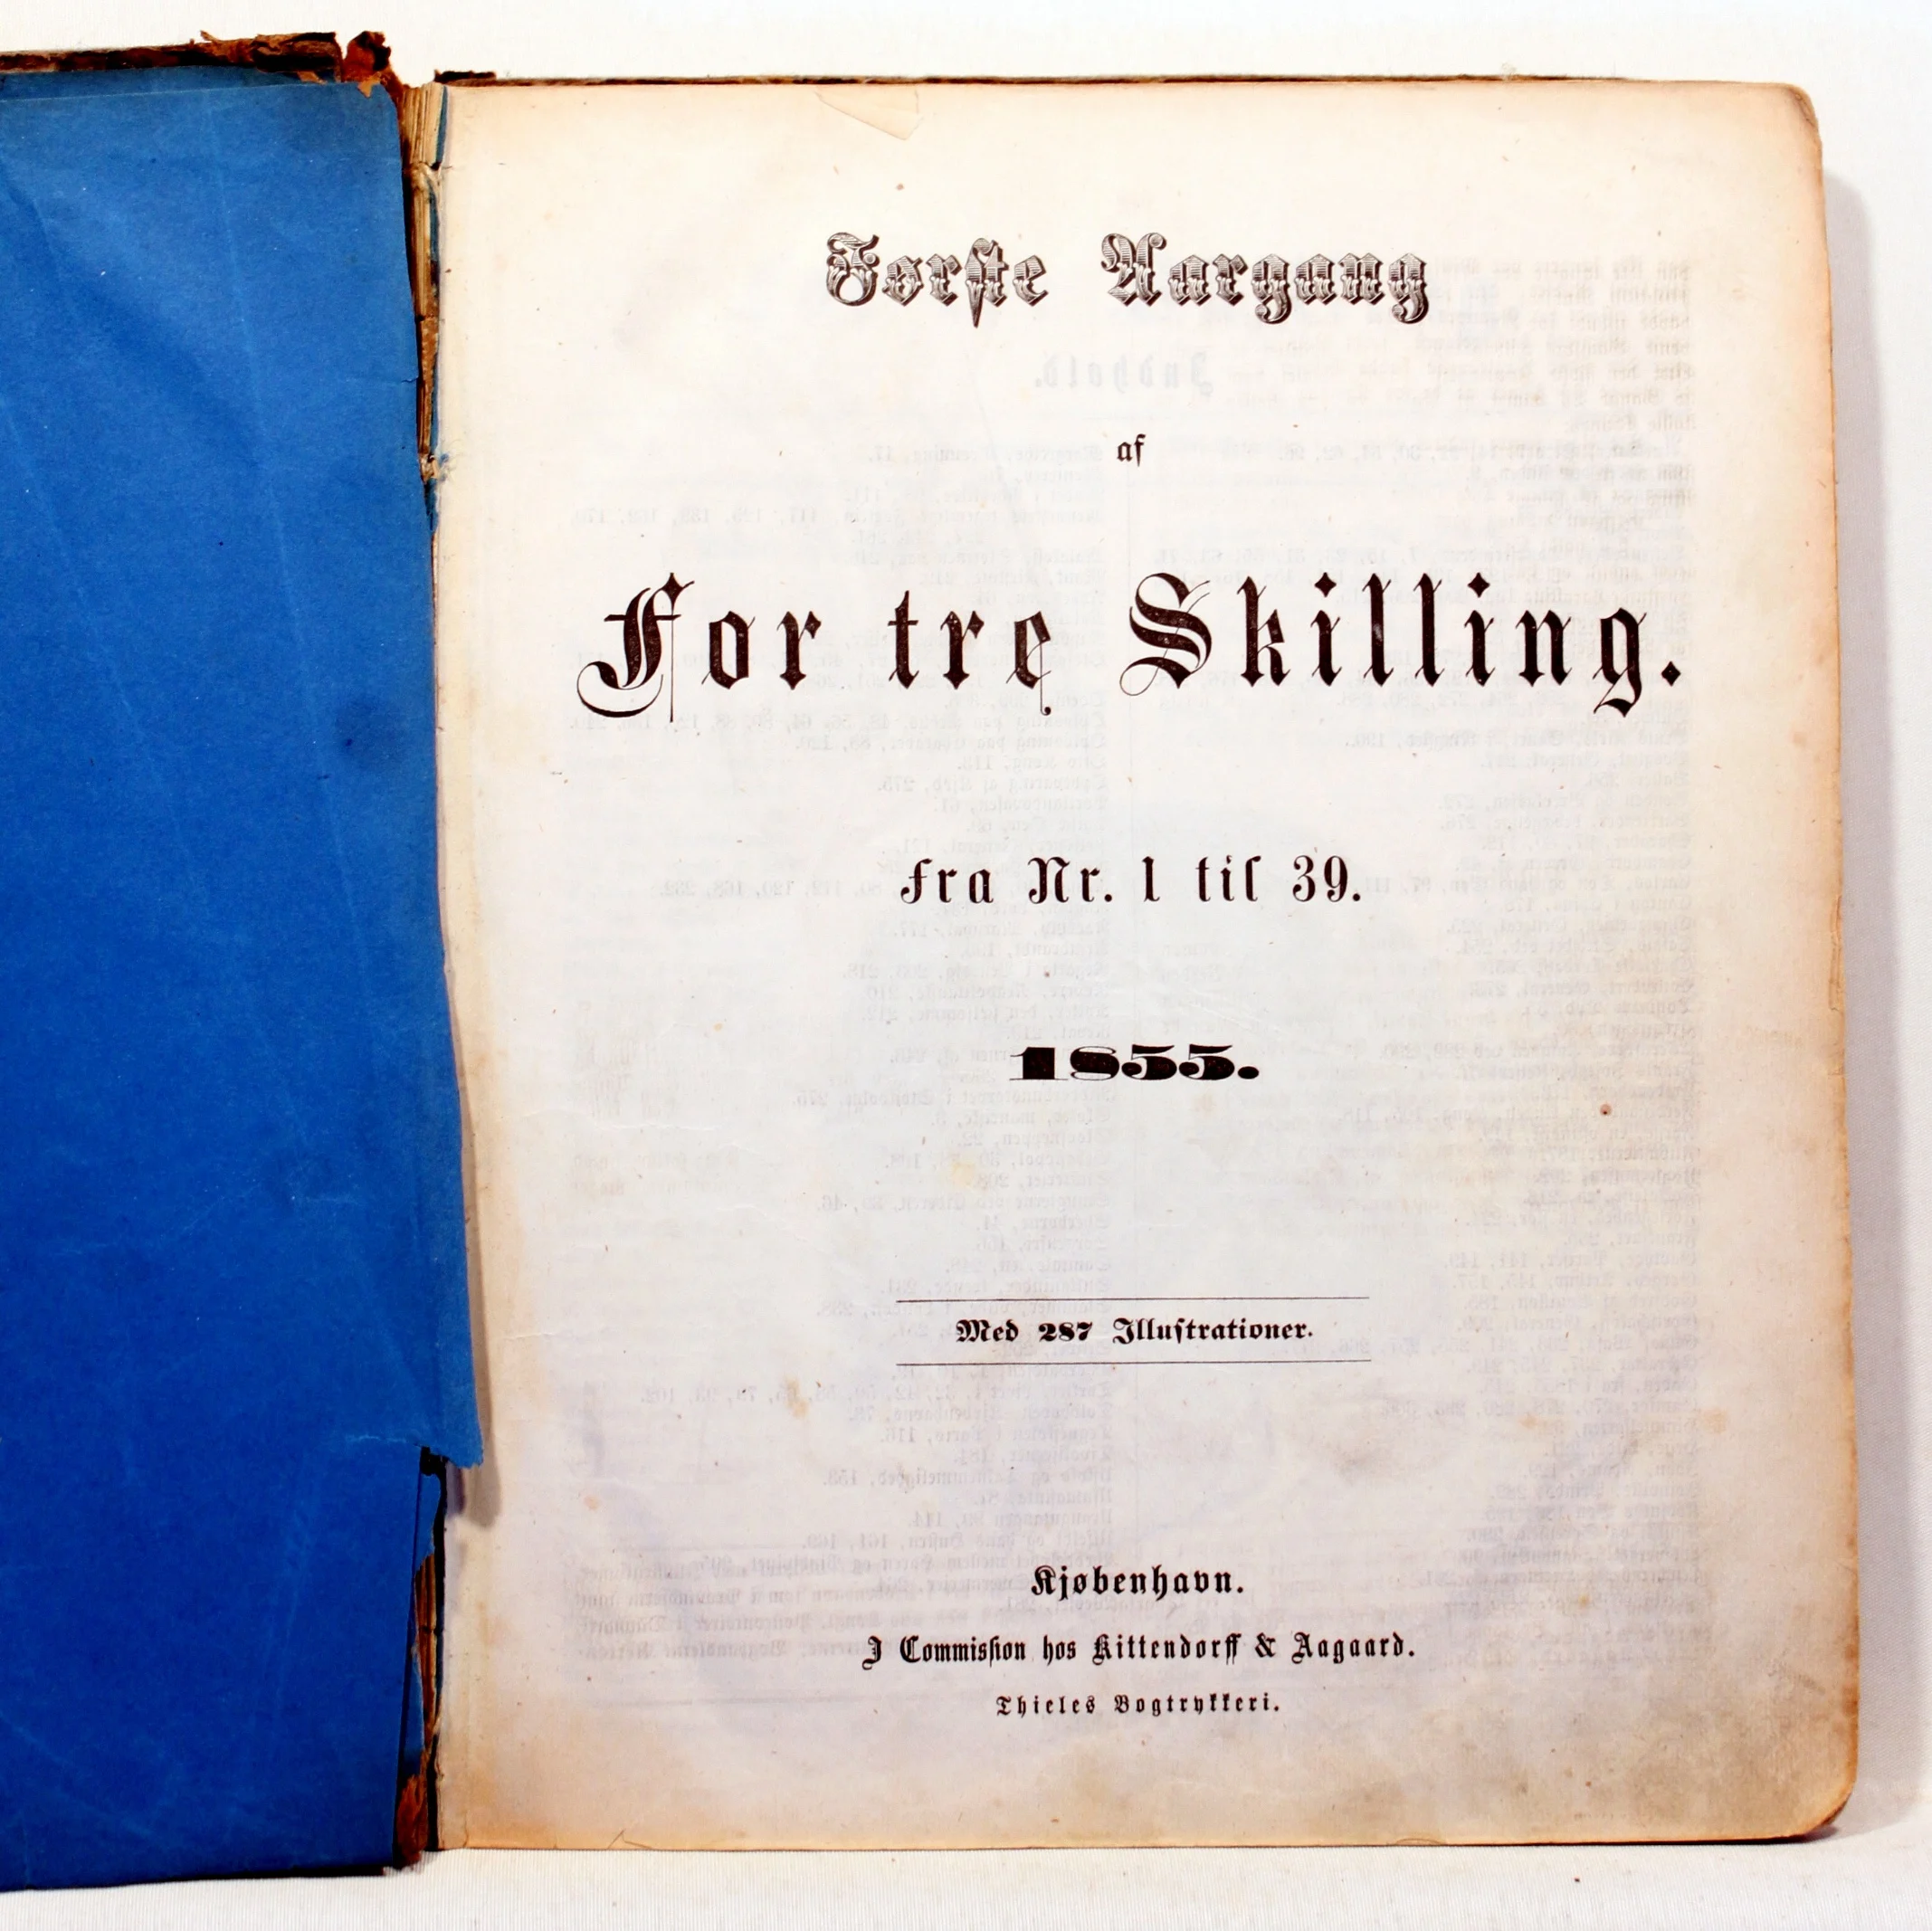 Første Aargang
af
For tre Skilling.
Fra Nr. 1 til 39.
1855.
Med 287 Illustrationer.
Kjøbenhavn.
I Commission hos Kittendorff & Aagaard.
Thieles Bogtrykkeri.